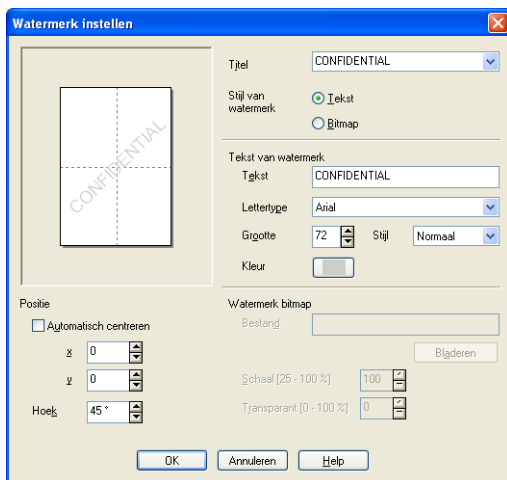 Watermerk instellen
CONFIDENTIAL
Titel CONFIDENTIAL
Stijl van
watermerk
Tekst
Bitmap
Tekst van watermerk
Tekst CONFIDENTIAL
Lettertype Arial
Grootte 72 Stijl Normaal
Kleur
Positie
Automatisch centreren
x 0
y 0
Hoek 45 °
Watermerk bitmap
Bestand
Bladeren
Schaal [25 - 100 %] 100
Transparant [0 - 100 %] 0
OK Annuleren Help